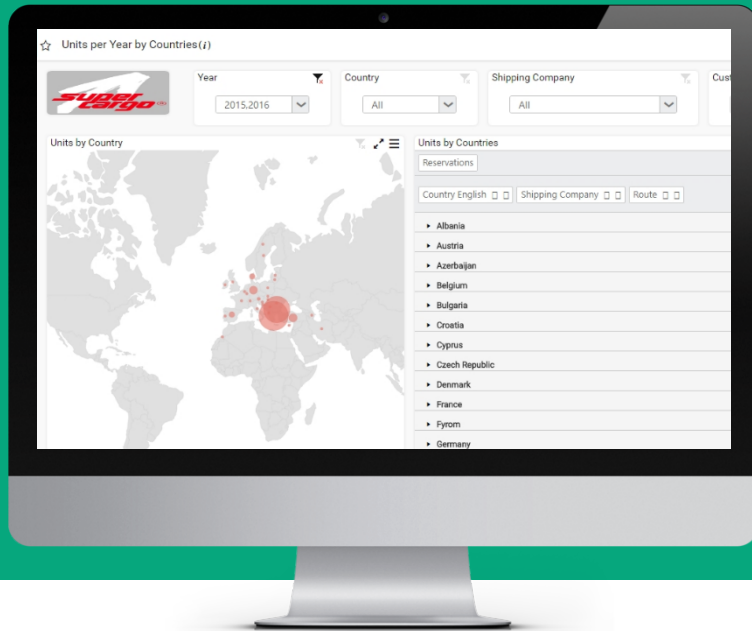 Units per Year by Countries(i)
Year
Country
Shipping Company
Cust
super
cargo
2015,2016
All
All
Units by Country
Units by Countries
Reservations
Country English
Shipping Company
Route
Albania
Austria
Azerbaijan
Belgium
Bulgaria
Croatia
Cyprus
Czech Republic
Denmark
France
Fyrom
Germany